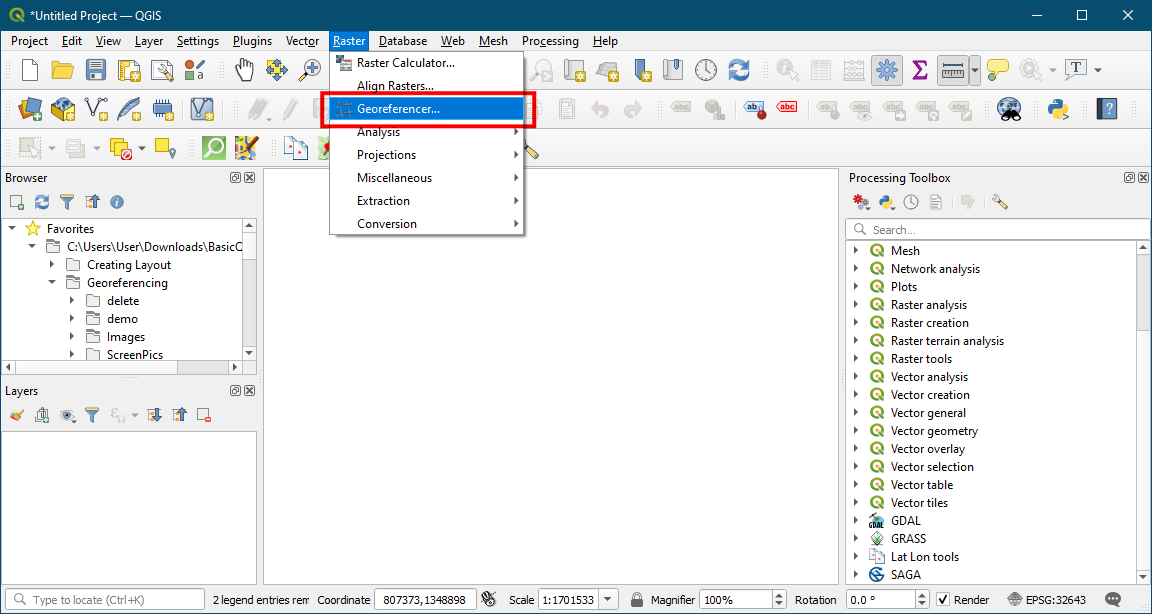 *Untitled Project — QGIS
Project Edit View Layer Settings Plugins Vector Raster Database Web Mesh Processing Help
Raster Calculator...
Align Rasters...
Georeferencer...
Analysis
Projections
Miscellaneous
Extraction
Conversion
Browser
Favorites
C:\Users\User\Downloads\BasicQ
Creating Layout
Georeferencing
delete
demo
Images
ScreenPics
Layers
Processing Toolbox
Search...
Mesh
Network analysis
Plots
Raster analysis
Raster creation
Raster terrain analysis
Raster tools
Vector analysis
Vector creation
Vector general
Vector geometry
Vector overlay
Vector selection
Vector table
Vector tiles
GDAL
GRASS
Lat Lon tools
SAGA
Type to locate (Ctrl+K) 2 legend entries rem Coordinate 807373,1348898 Scale 1:1701533 Magnifier 100% Rotation 0.0 ° Render EPSG:32643